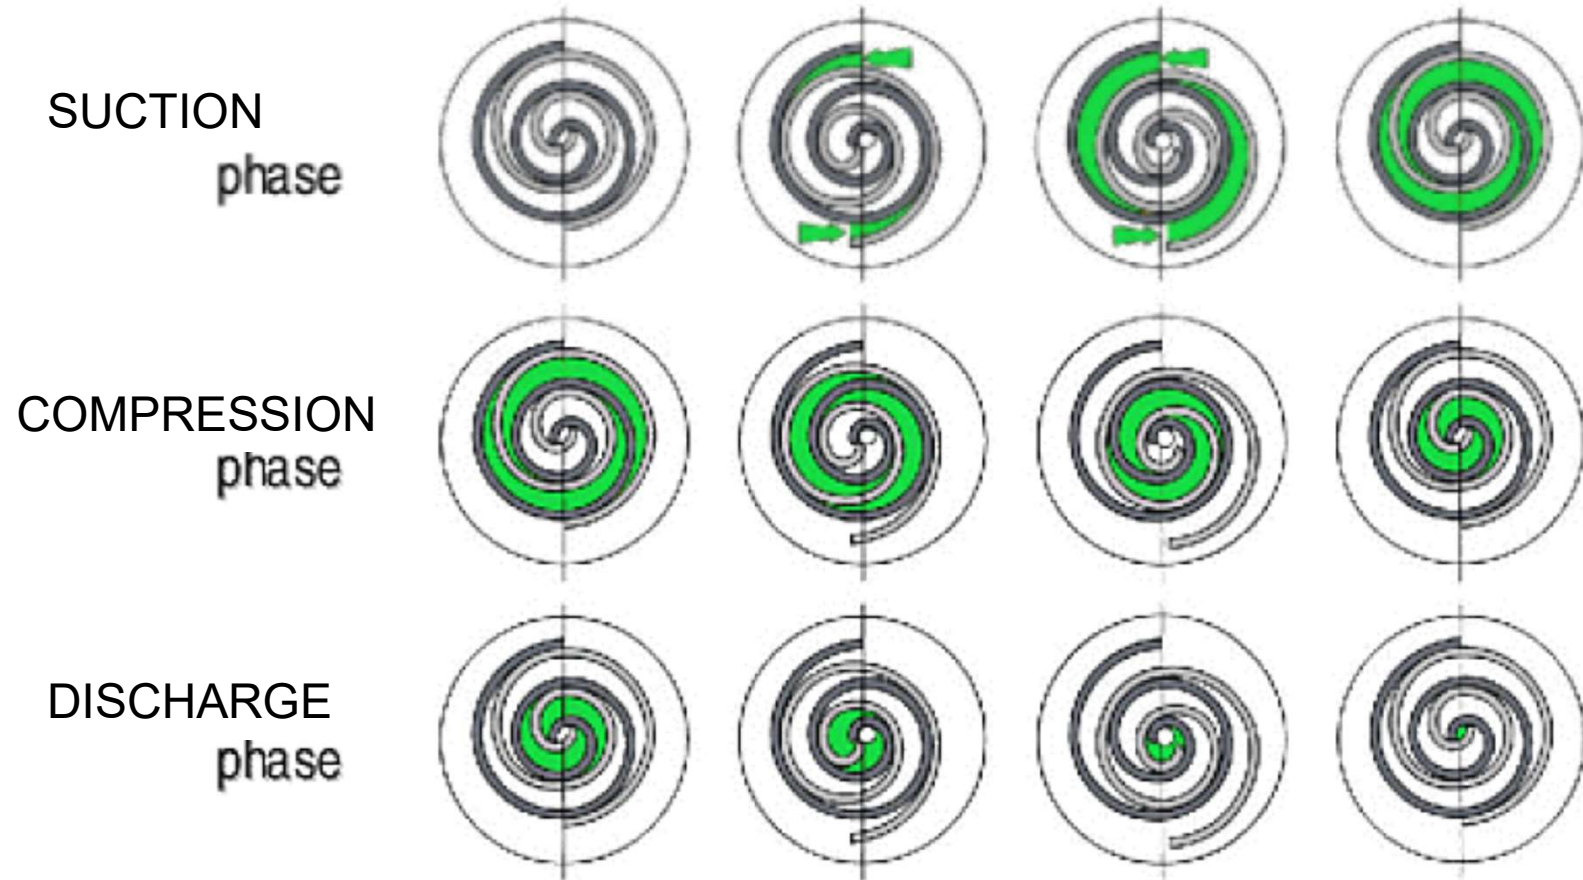 SUCTION
phase
COMPRESSION
phase
DISCHARGE
phase